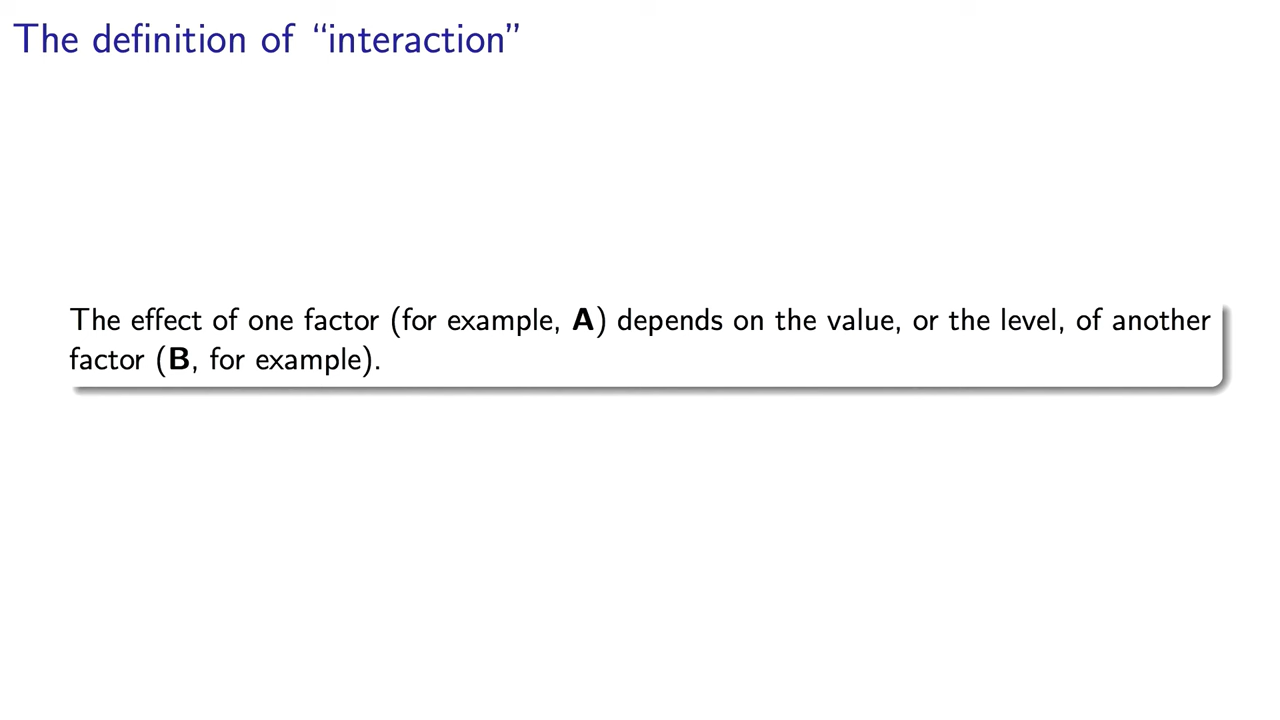 The definition of “interaction”
The effect of one factor (for example, A) depends on the value, or the level, of another
factor (B, for example).